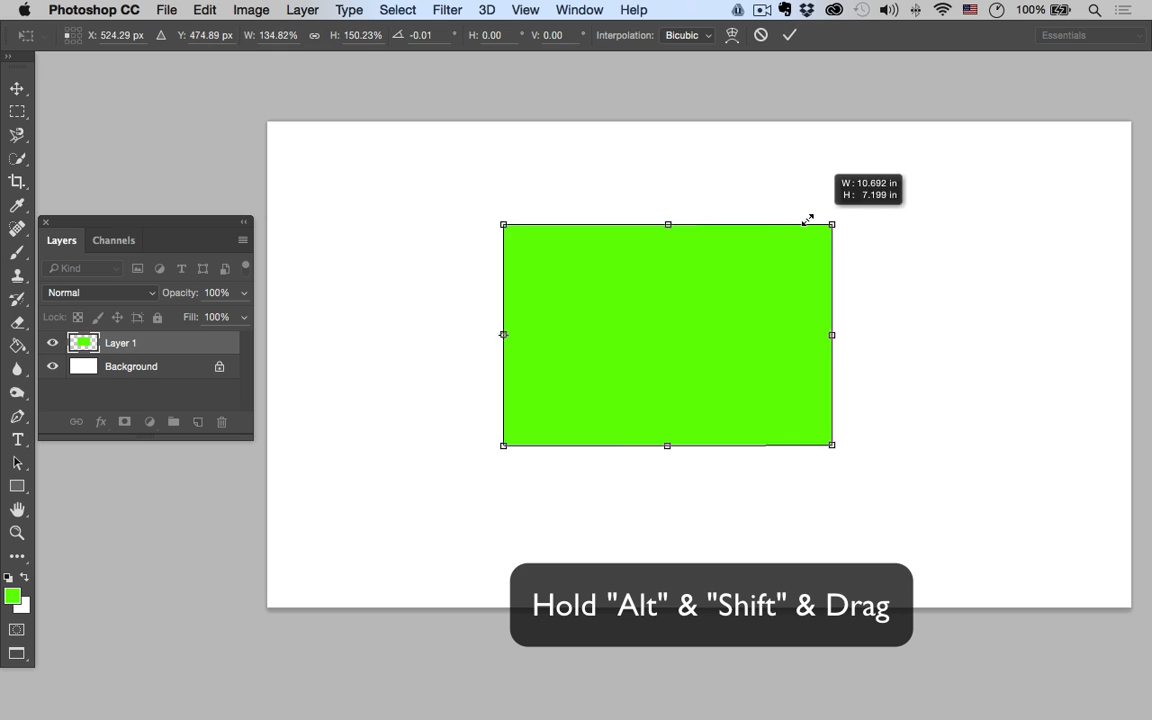 Photoshop CC File Edit Image Layer Type Select Filter 3D View Window Help 100%
X: 524.29 px Y: 474.89 px W: 134.82% H: 150.23% -0.01 ° H: 0.00 ° V: 0.00 ° Interpolation: Bicubic Essentials
W: 10.692 in
H: 7.199 in
Layers Channels
Kind
Normal Opacity: 100%
Lock: Fill: 100%
Layer 1
Background
fx
Hold "Alt" & "Shift" & Drag